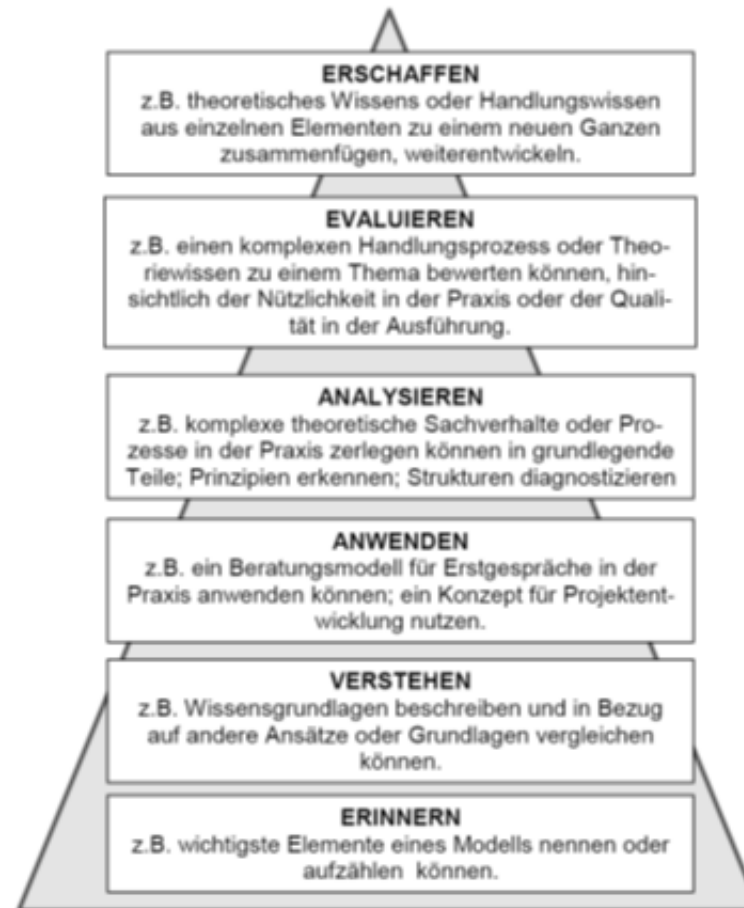 ERSCHAFFEN
z.B. theoretisches Wissens oder Handlungswissen
aus einzelnen Elementen zu einem neuen Ganzen
zusammenfügen, weiterentwickeln.
EVALUIEREN
z.B. einen komplexen Handlungsprozess oder Theo-
riewissen zu einem Thema bewerten können, hin-
sichtlich der Nützlichkeit in der Praxis oder der Quali-
tät in der Ausführung.
ANALYSIEREN
z.B. komplexe theoretische Sachverhalte oder Pro-
zesse in der Praxis zerlegen können in grundlegende
Teile; Prinzipien erkennen; Strukturen diagnostizieren
ANWENDEN
z.B. ein Beratungsmodell für Erstgespräche in der
Praxis anwenden können; ein Konzept für Projektent-
wicklung nutzen.
VERSTEHEN
z.B. Wissensgrundlagen beschreiben und in Bezug
auf andere Ansätze oder Grundlagen vergleichen
können.
ERINNERN
z.B. wichtigste Elemente eines Modells nennen oder
aufzählen können.